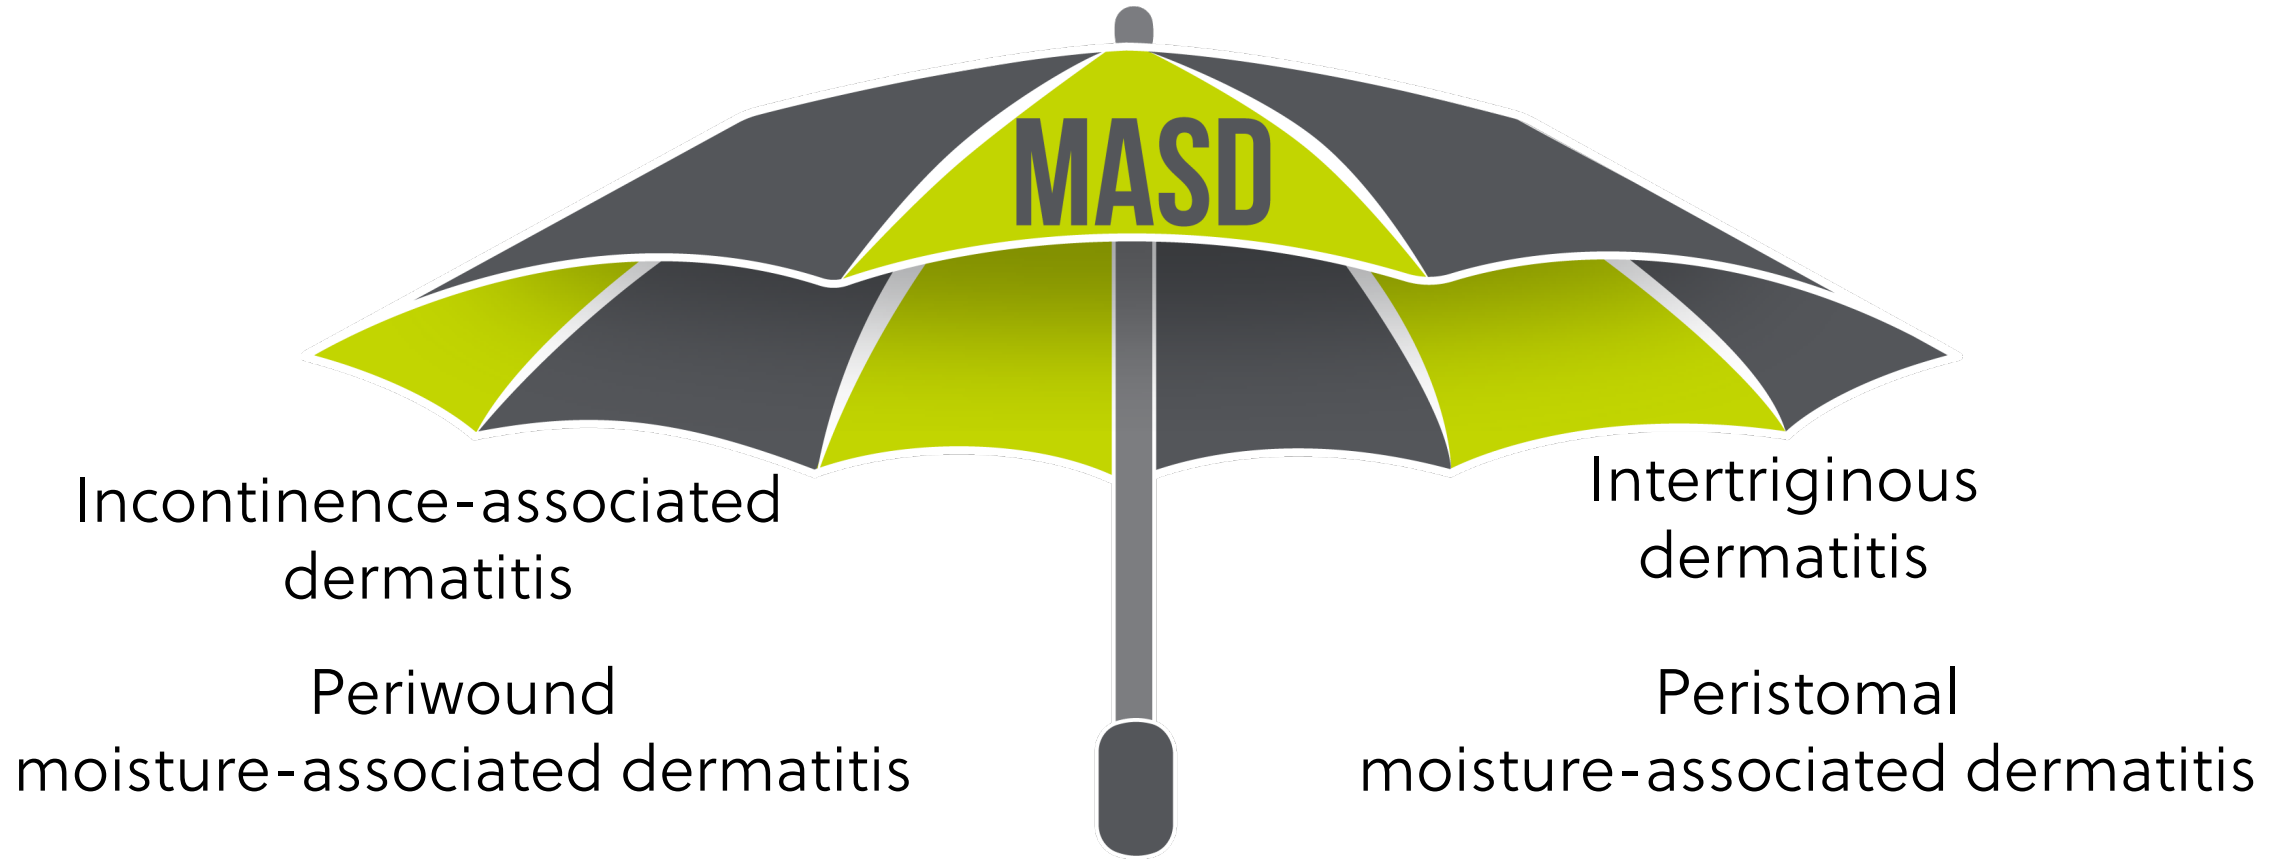 MASD
Incontinence-associated
dermatitis
Intertriginous
dermatitis
Periwound
moisture-associated dermatitis
Peristomal
moisture-associated dermatitis